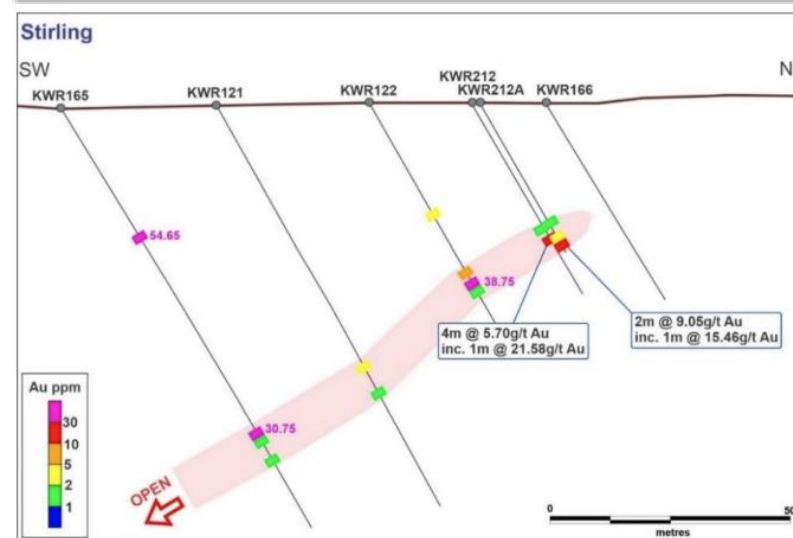 Stirling
SW
N
KWR165
KWR121
KWR122
KWR212
KWR212A
KWR166
54.65
38.75
4m @ 5.70g/t Au
inc. 1m @ 21.58g/t Au
2m @ 9.05g/t Au
inc. 1m @ 15.46g/t Au
30.75
Au ppm
30
10
5
2
1
OPEN
0
50
metres